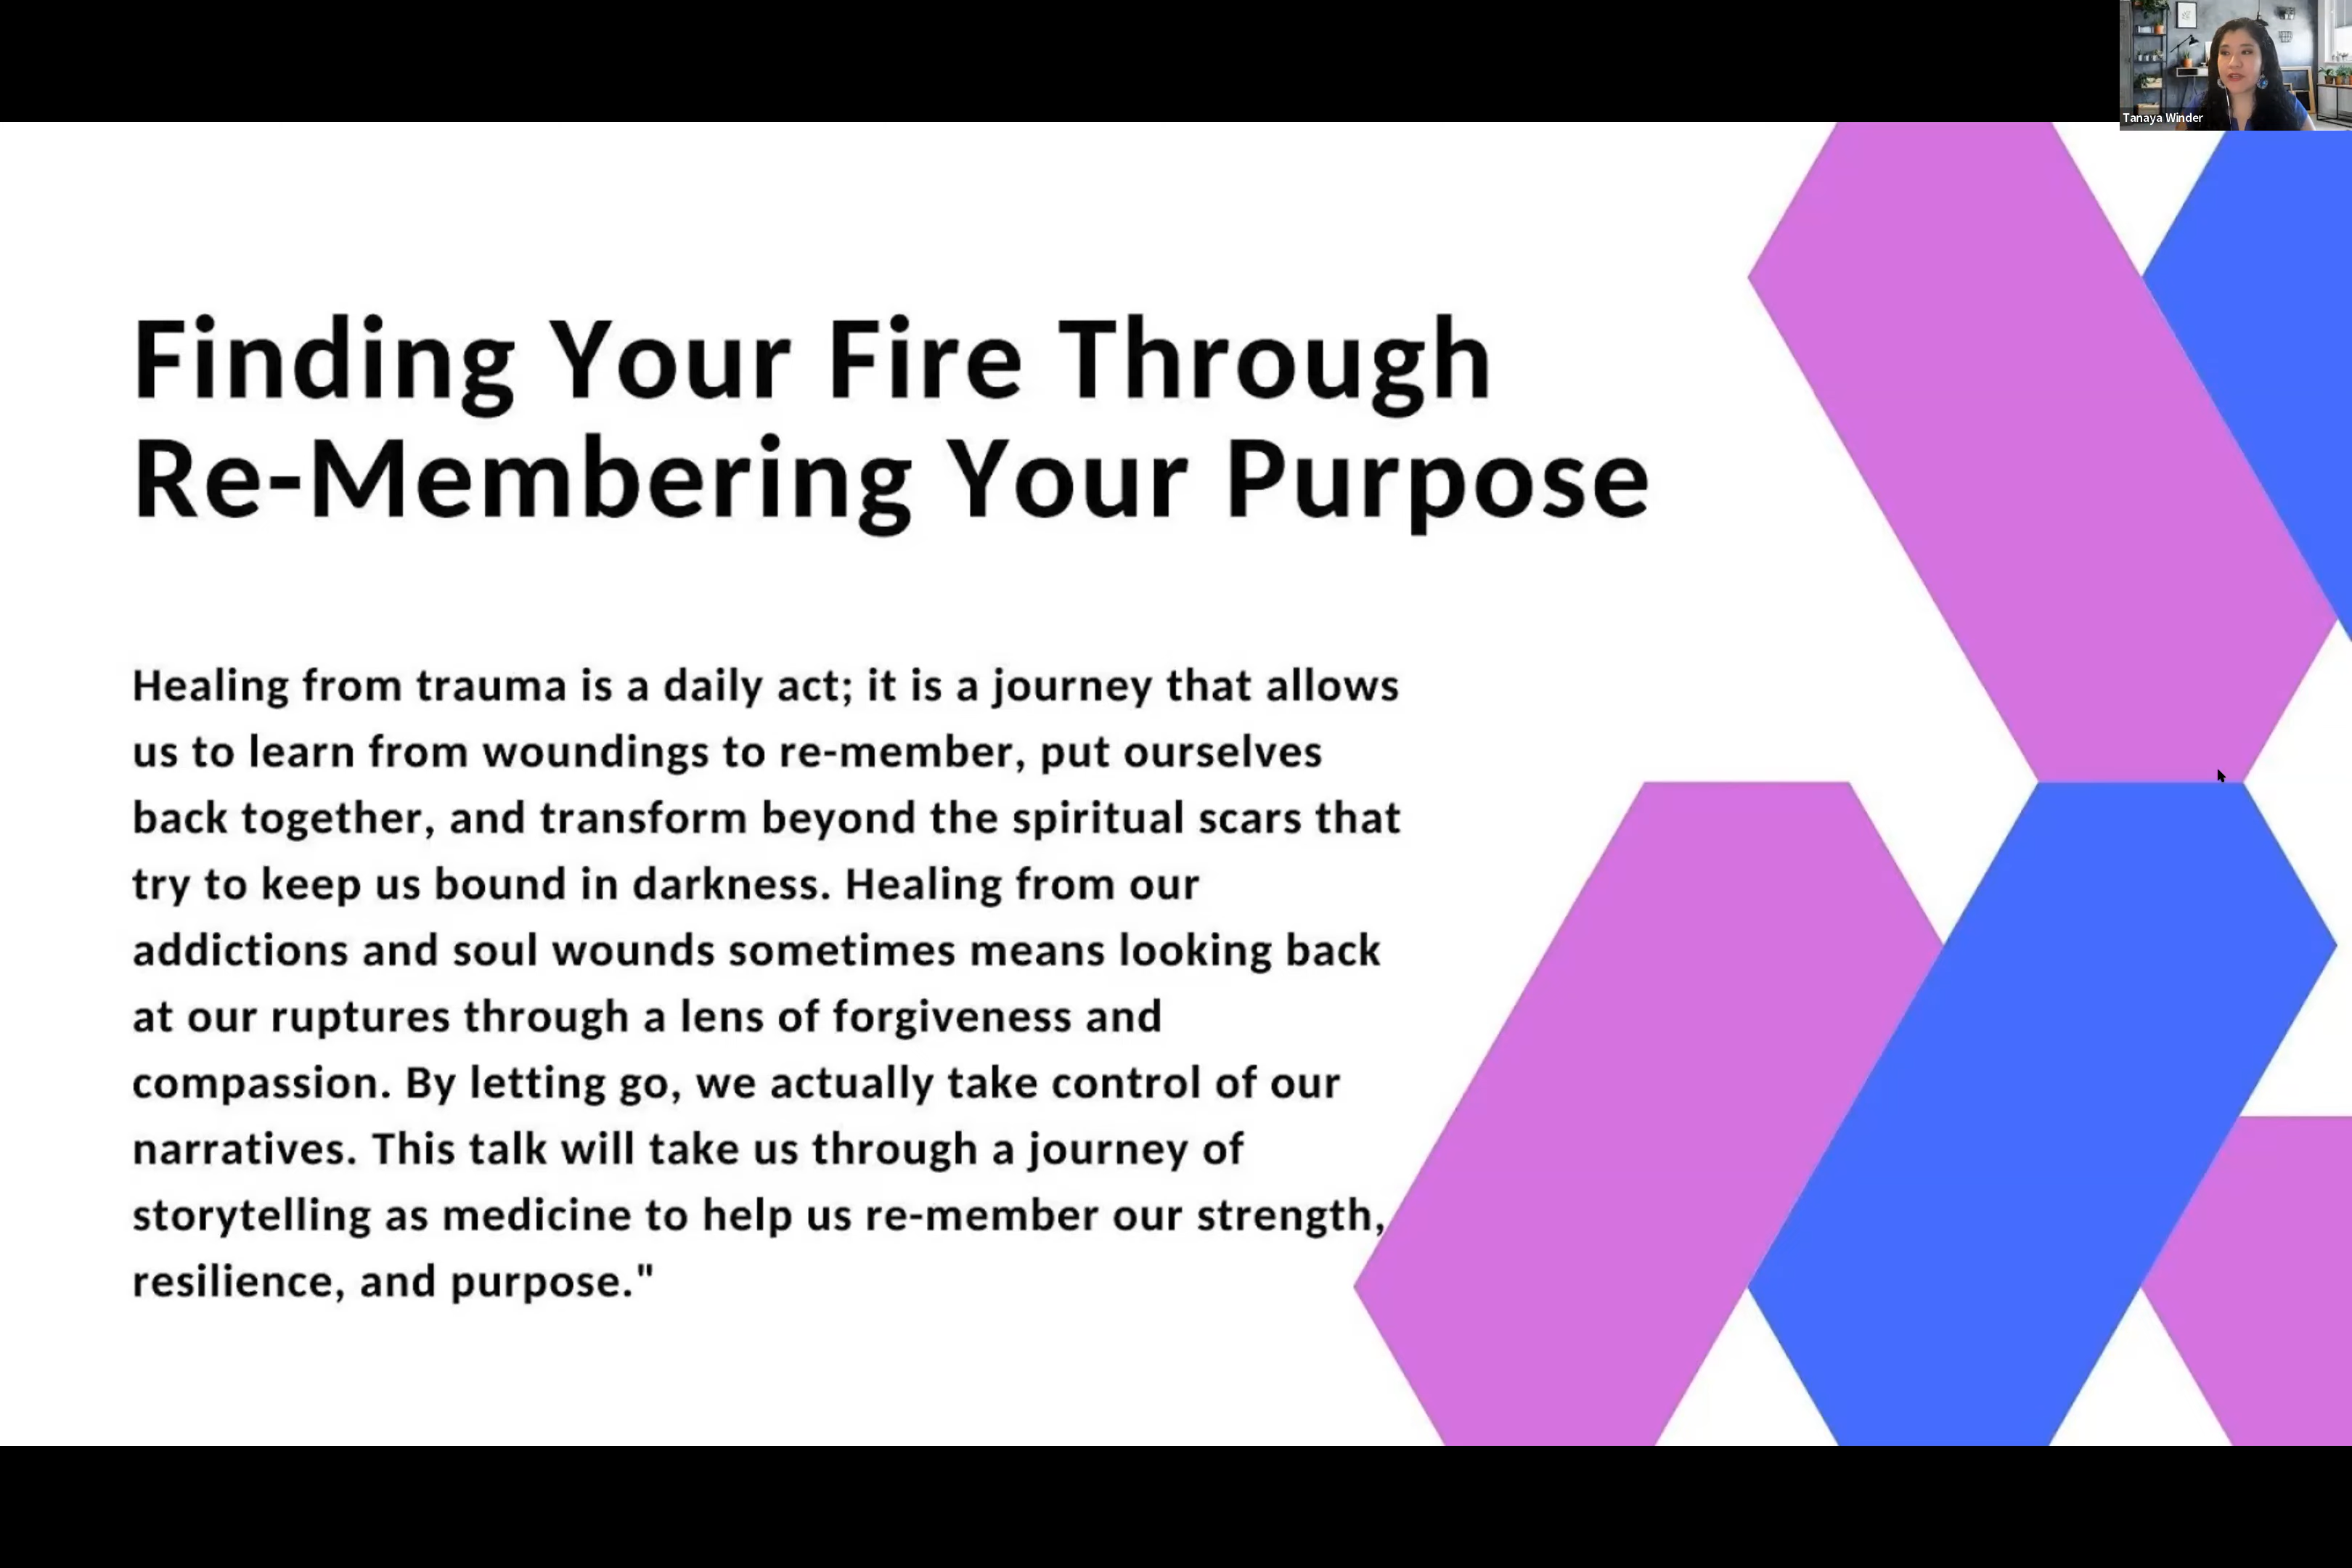 Tanaya Winder
Finding Your Fire Through
Re-Membering Your Purpose
Healing from trauma is a daily act; it is a journey that allows
us to learn from woundings to re-member, put ourselves
back together, and transform beyond the spiritual scars that
try to keep us bound in darkness. Healing from our
addictions and soul wounds sometimes means looking back
at our ruptures through a lens of forgiveness and
compassion. By letting go, we actually take control of our
narratives. This talk will take us through a journey of
storytelling as medicine to help us re-member our strength,
resilience, and purpose."